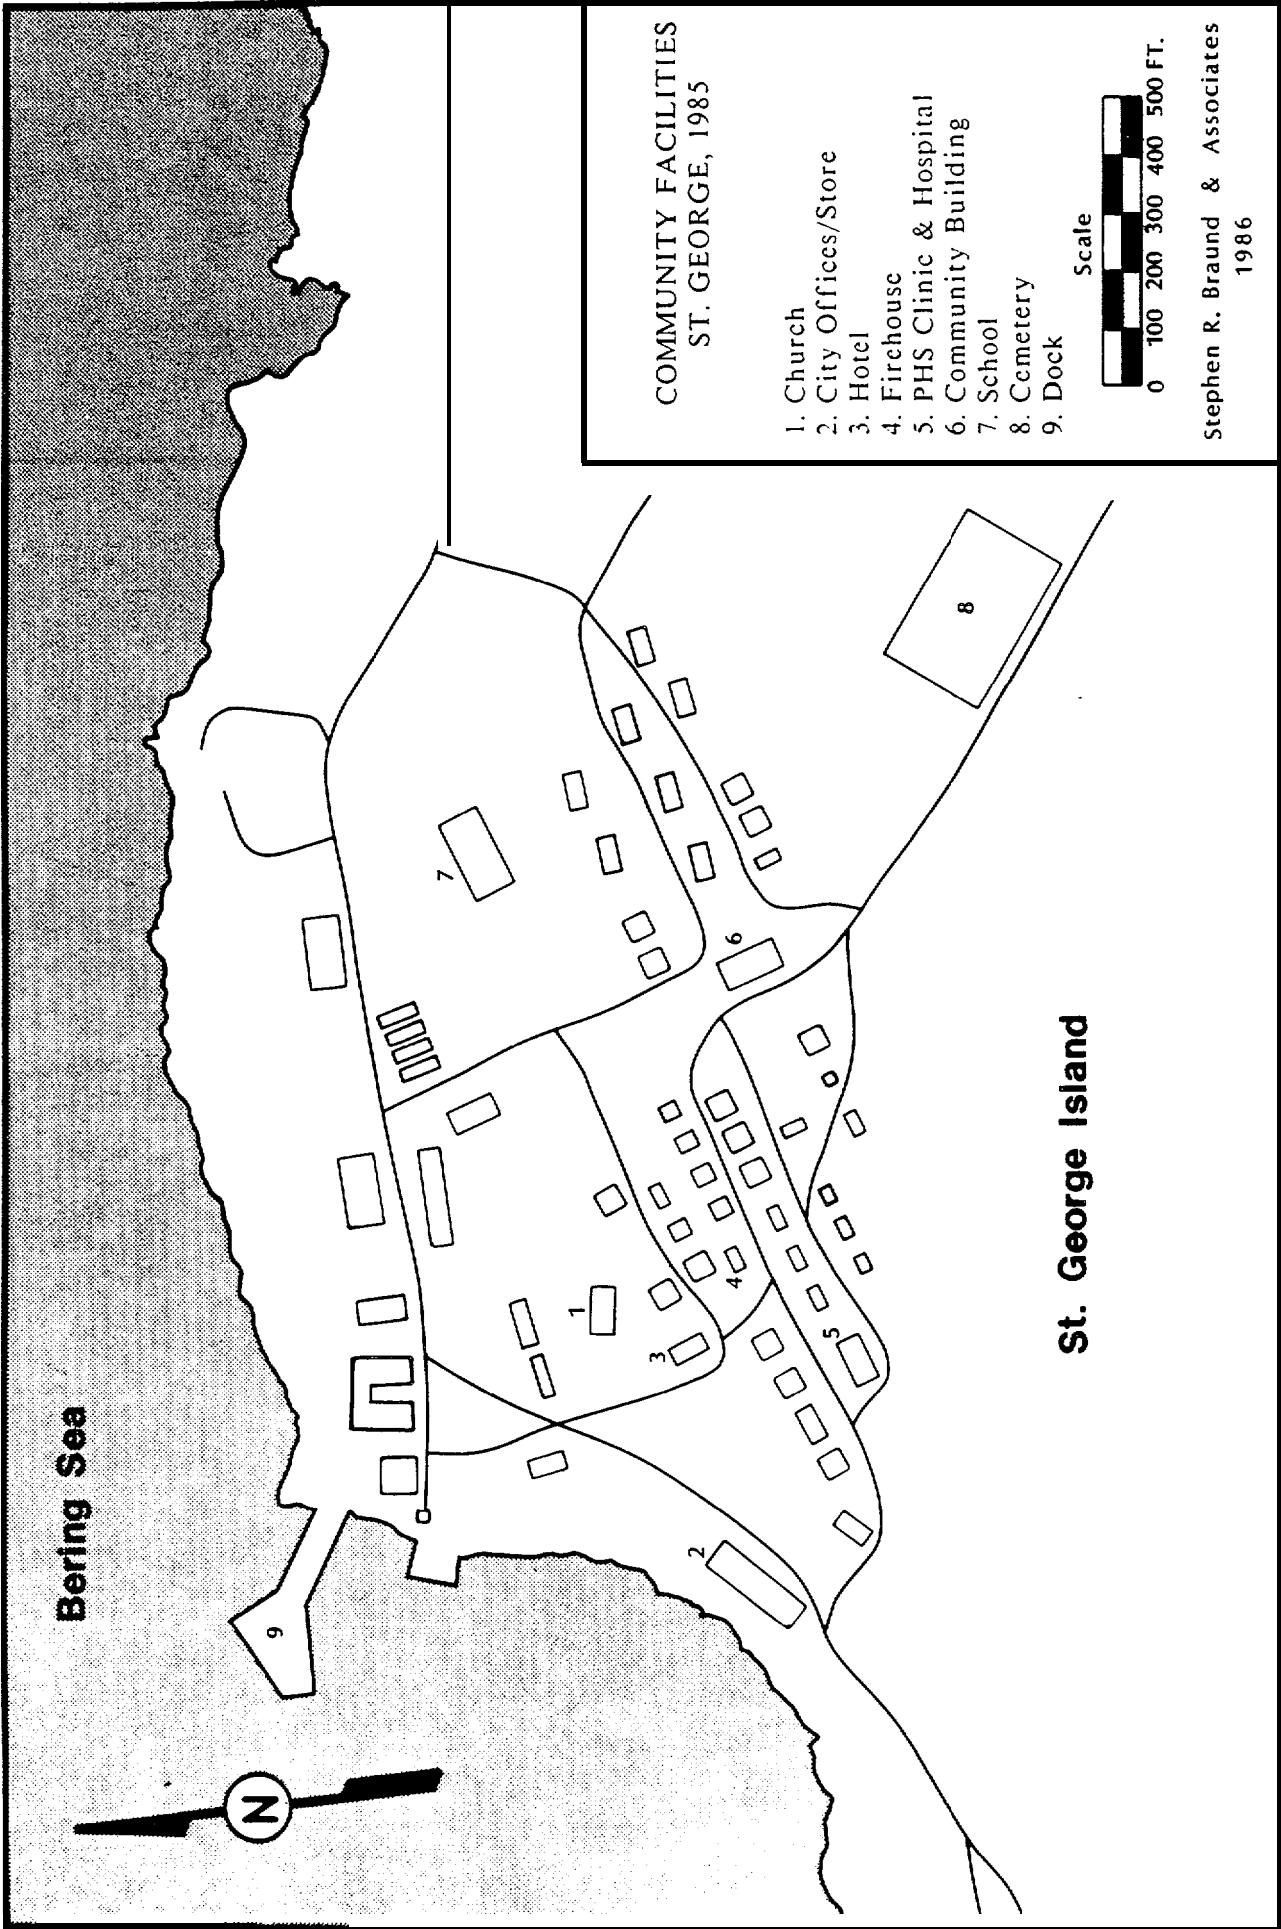 Bering Sea
N
9
2
1
3
4
5
7
6
8
St. George Island
COMMUNITY FACILITIES
ST. GEORGE, 1985
1. Church
2. City Offices/Store
3. Hotel
4. Firehouse
5. PHS Clinic & Hospital
6. Community Building
7. School
8. Cemetery
9. Dock
Scale
0 100 200 300 400 500 FT.
Stephen R. Braund & Associates
1986